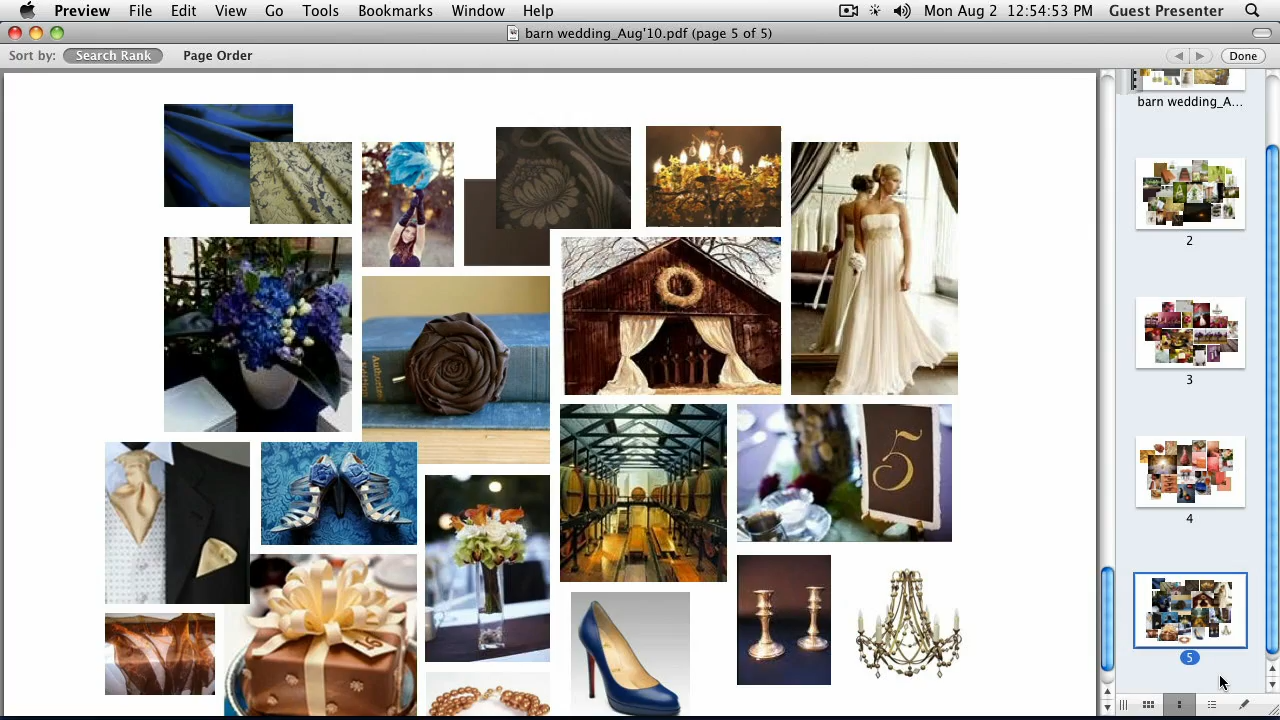 Preview File Edit View Go Tools Bookmarks Window Help Mon Aug 2 12:54:53 PM Guest Presenter
barn wedding_Aug'10.pdf (page 5 of 5)
Sort by: Search Rank Page Order Done
barn wedding_A...
2
3
4
5
5